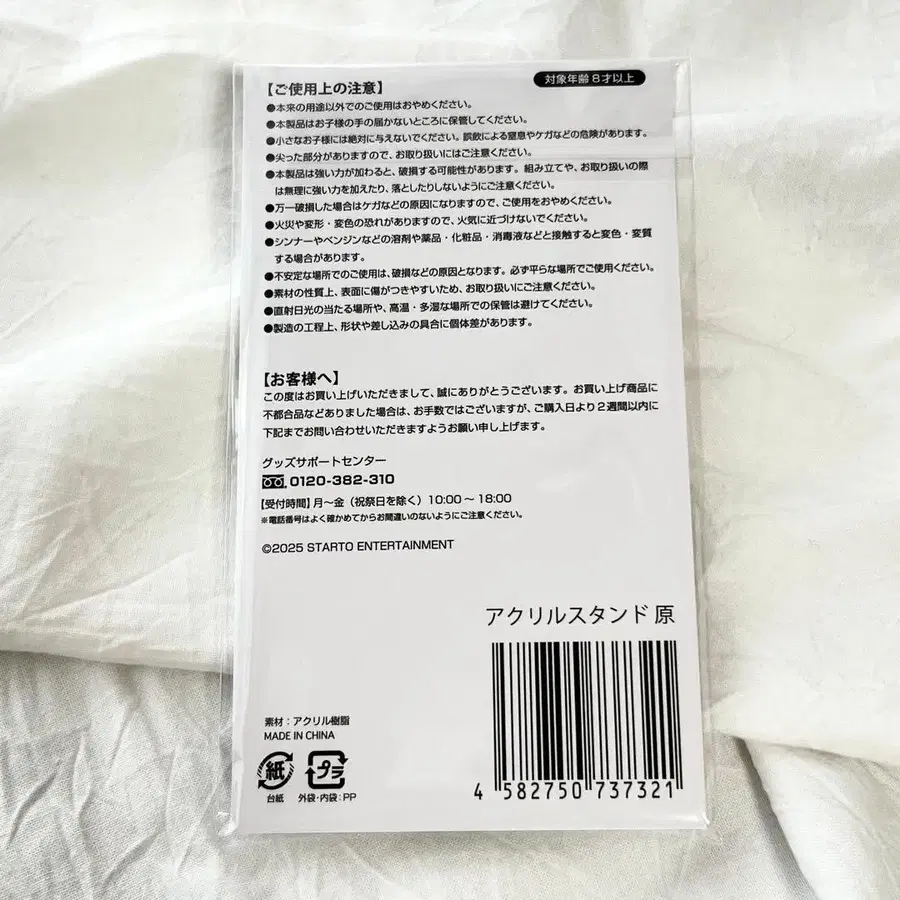 【ご使用上の注意】
対象年齢8才以上
●本来の用途以外でのご使用はおやめください。
●本製品はお子様の手の届かないところに保管してください。
●小さなお子様には絶対に与えないでください。誤飲による窒息やケガなどの危険があります。
●尖った部分がありますので、お取り扱いにはご注意ください。
●本製品は強い力が加わると、破損する可能性があります。組み立てや、お取り扱いの際
は無理に強い力を加えたり、落としたりしないようにご注意ください。
●万一破損した場合はケガなどの原因になりますので、ご使用をおやめください。
●火災や変形・変色の恐れがありますので、火気に近づけないでください。
●シンナーやベンジンなどの溶剤や薬品・化粧品・消毒液などと接触すると変色・変質
する場合があります。
●不安定な場所でのご使用は、破損などの原因となります。必ず平らな場所でご使用ください。
●素材の性質上、表面に傷がつきやすいため、お取り扱いにご注意ください。
●直射日光の当たる場所や、高温・多湿な場所での保管は避けてください。
●製造の工程上、形状や差し込みの具合に個体差があります。
【お客様へ】
この度はお買い上げいただきまして、誠にありがとうございます。お買い上げ商品に
不都合品などありました場合は、お手数ではございますが、ご購入日より2週間以内に
下記までお問い合わせいただきますようお願い申し上げます。
グッズサポートセンター
0120-382-310
【受付時間】月～金（祝祭日を除く）10:00～18:00
※電話番号はよく確かめてからお間違いのないようにご注意ください。
©2025 STARTO ENTERTAINMENT
アクリルスタンド 原
素材：アクリル樹脂
MADE IN CHINA
紙 プラ
台紙 外袋・内袋：PP
4 582750 737321